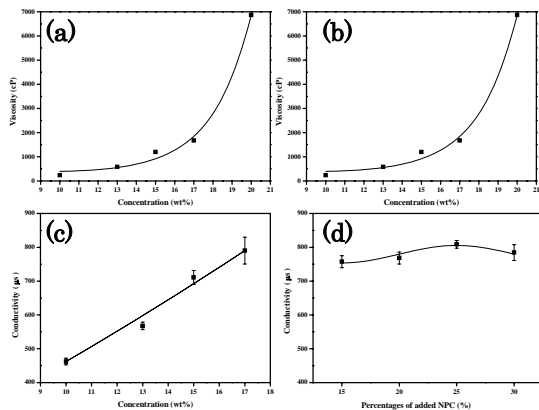 (a)
7000
6000
5000
4000
3000
2000
1000
0
Viscosity (cP)
9 10 11 12 13 14 15 16 17 18 19 20 21
Concentration (wt%)
(b)
7000
6000
5000
4000
3000
2000
1000
0
Viscosity (cP)
9 10 11 12 13 14 15 16 17 18 19 20 21
Concentration (wt%)
(c)
900
800
700
600
500
400
Conductivity (μs)
9 10 11 12 13 14 15 16 17 18
Concentration (wt%)
(d)
900
800
700
600
500
400
300
Conductivity (μs)
15 20 25 30
Percentages of added NPC (%)